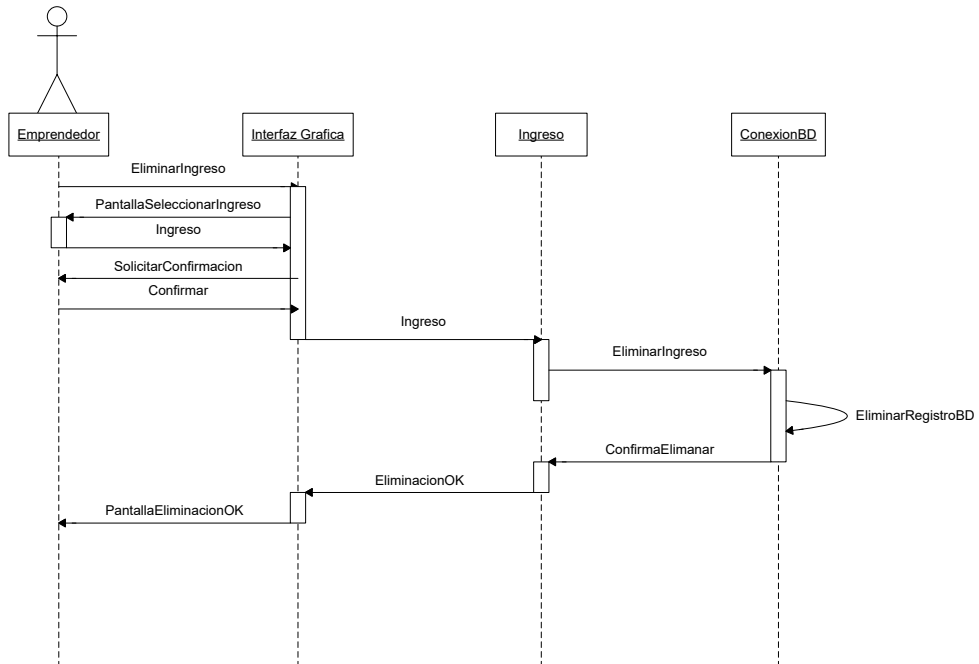 Emprendedor
Interfaz Grafica
Ingreso
ConexionBD
EliminarIngreso
PantallaSeleccionarIngreso
Ingreso
SolicitarConfirmacion
Confirmar
Ingreso
EliminarIngreso
EliminarRegistroBD
ConfirmaElimanar
EliminacionOK
PantallaEliminacionOK